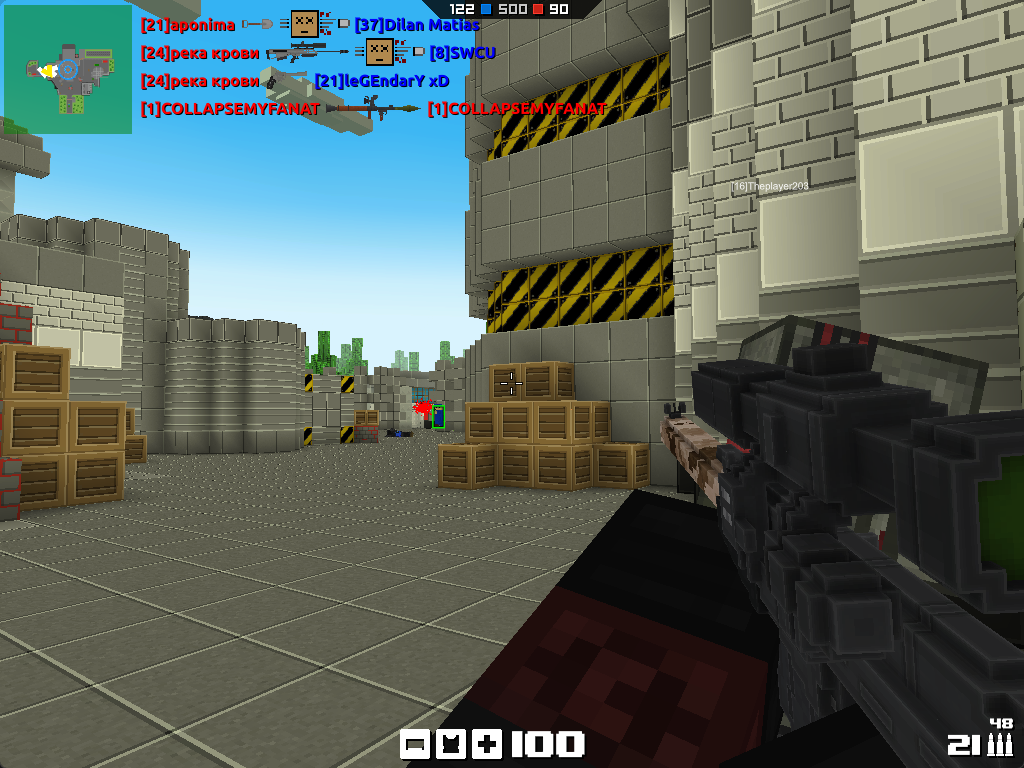 122 500 90
[21]aponima [37]Dilan Matias
[24]река крови [8]SWCU
[24]река крови [21]leGEndarY xD
[1]COLLAPSEMYFANAT [1]COLLAPSEMYFANAT
[16]Theplayer203
100
48
21